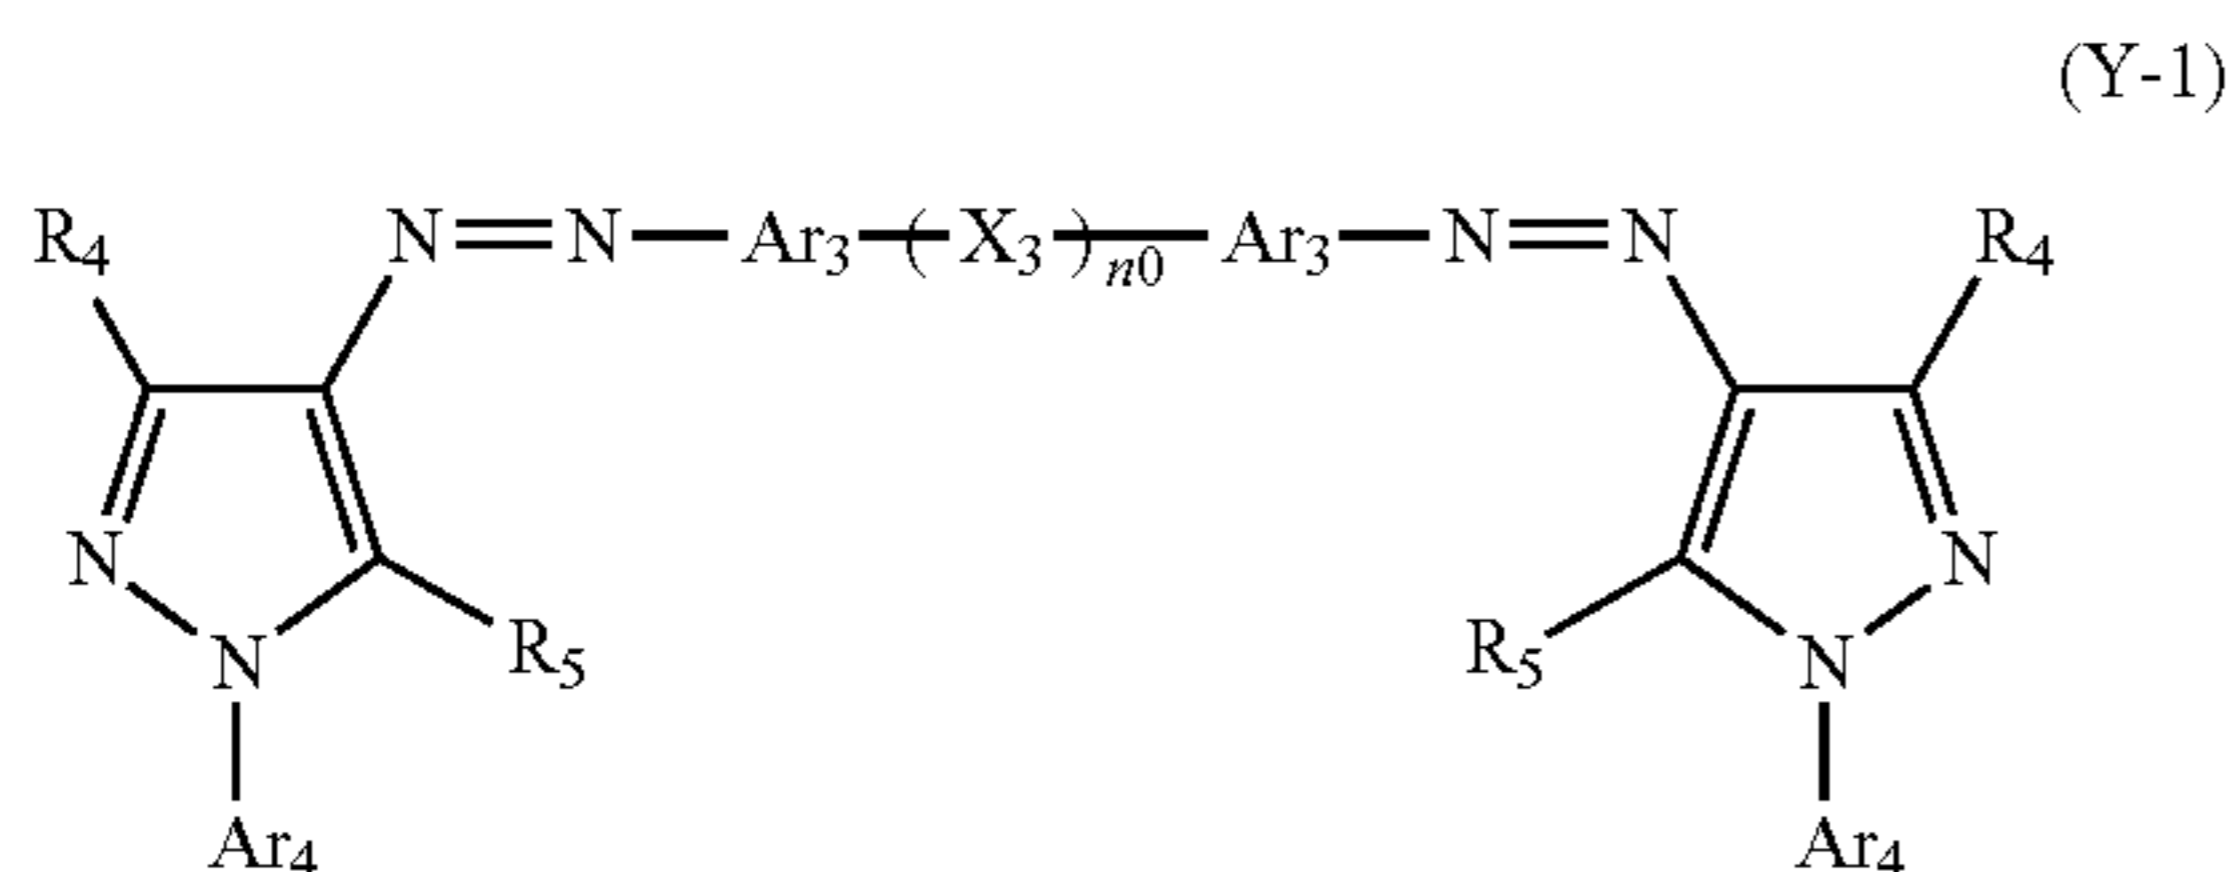 (Y-1)
R4 N=N—Ar3—(X3)n0—Ar3—N=N R4
N R5 R5 N
N N
Ar4 Ar4